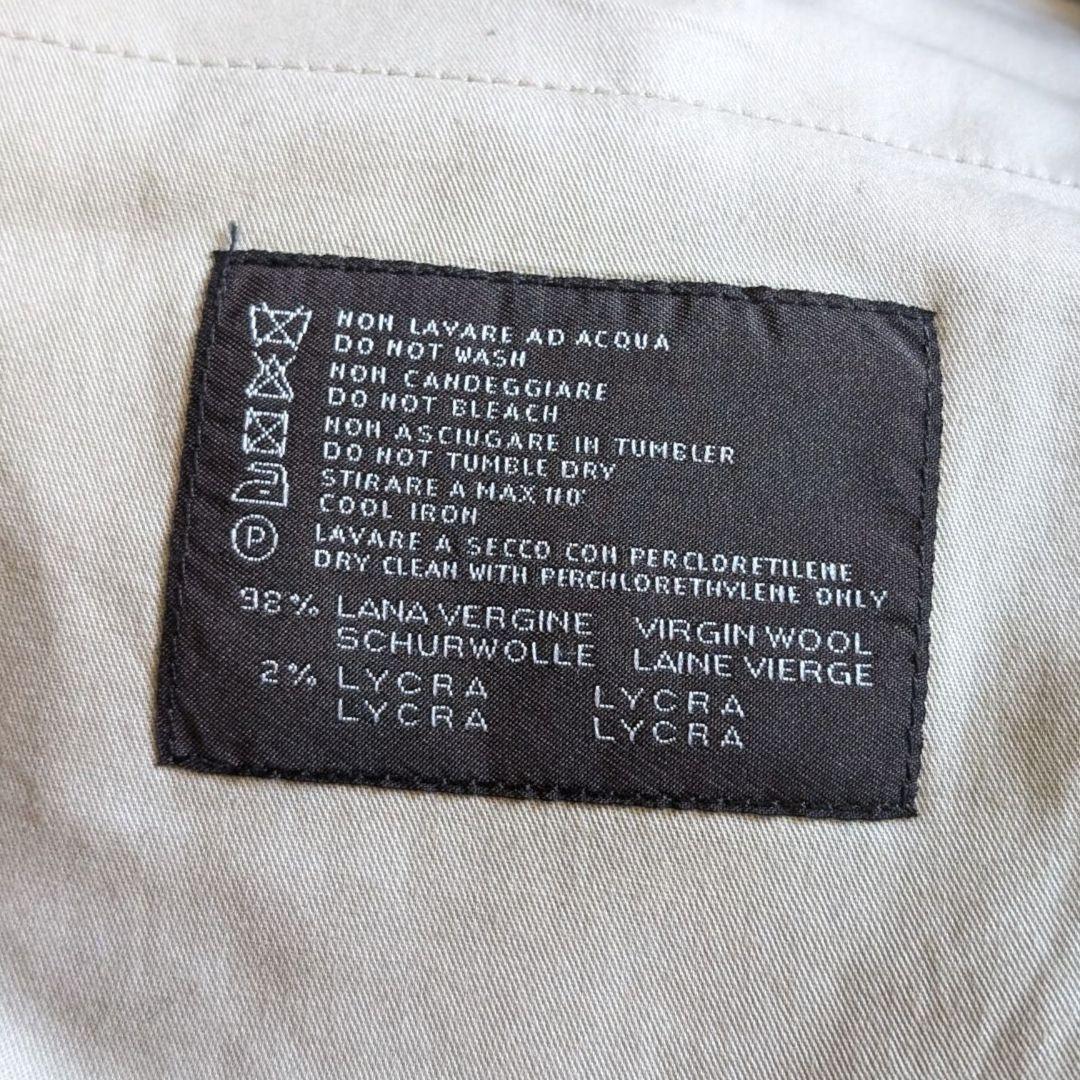 NON LAVARE AD ACQUA
DO NOT WASH
NON CANDEGGIARE
DO NOT BLEACH
NON ASCIUGARE IN TUMBLER
DO NOT TUMBLE DRY
STIRARE A MAX 110°
COOL IRON
P LAVARE A SECCO CON PERCLORETILENE
DRY CLEAN WITH PERCHLORETHYLENE ONLY
98% LANA VERGINE VIRGIN WOOL
SCHURWOLLE LAINE VIERGE
2% LYCRA LYCRA
LYCRA LYCRA